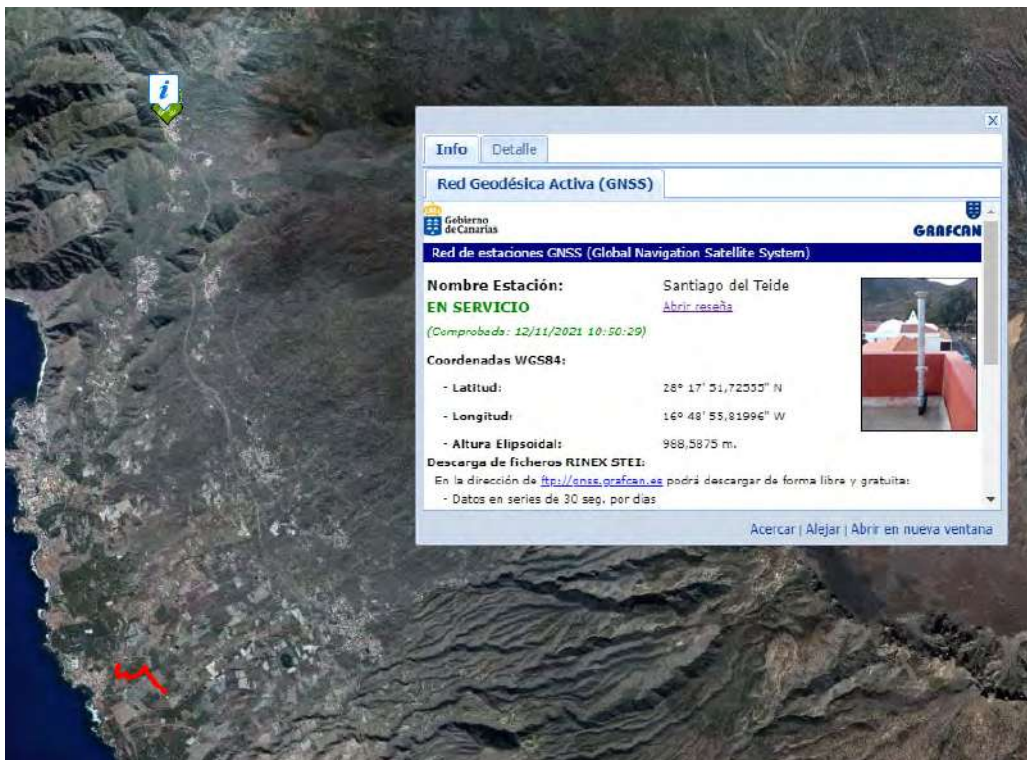 i
Info Detalle
Red Geodésica Activa (GNSS)
Gobierno
de Canarias
GRAFCAN
Red de estaciones GNSS (Global Navigation Satellite System)
Nombre Estación: Santiago del Teide
EN SERVICIO Abrir reseña
(Comprobada: 12/11/2021 10:50:29)
Coordenadas WGS84:
- Latitud: 28º 17' 51,72555" N
- Longitud: 16º 48' 55,81996" W
- Altura Elipsoidal: 988,5875 m.
Descarga de ficheros RINEX STEI:
En la dirección de ftp://gnss.grafcan.es podrá descargar de forma libre y gratuita:
- Datos en series de 30 seg. por dias
Acercar | Alejar | Abrir en nueva ventana